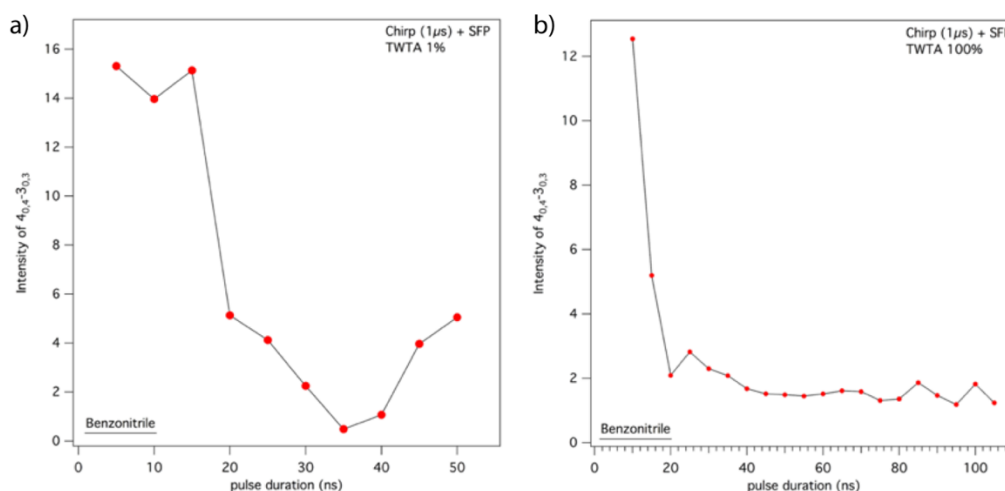 a)
Chirp (1µs) + SFP
TWTA 1%
16
14
12
10
8
6
4
2
0
Intensity of 4₀,₄-3₀,₃
Benzonitrile
0 10 20 30 40 50
pulse duration (ns)
b)
Chirp (1µs) + SF
TWTA 100%
12
10
8
6
4
2
0
Intensity of 4₀,₄-3₀,₃
Benzonitrile
0 20 40 60 80 100
pulse duration (ns)